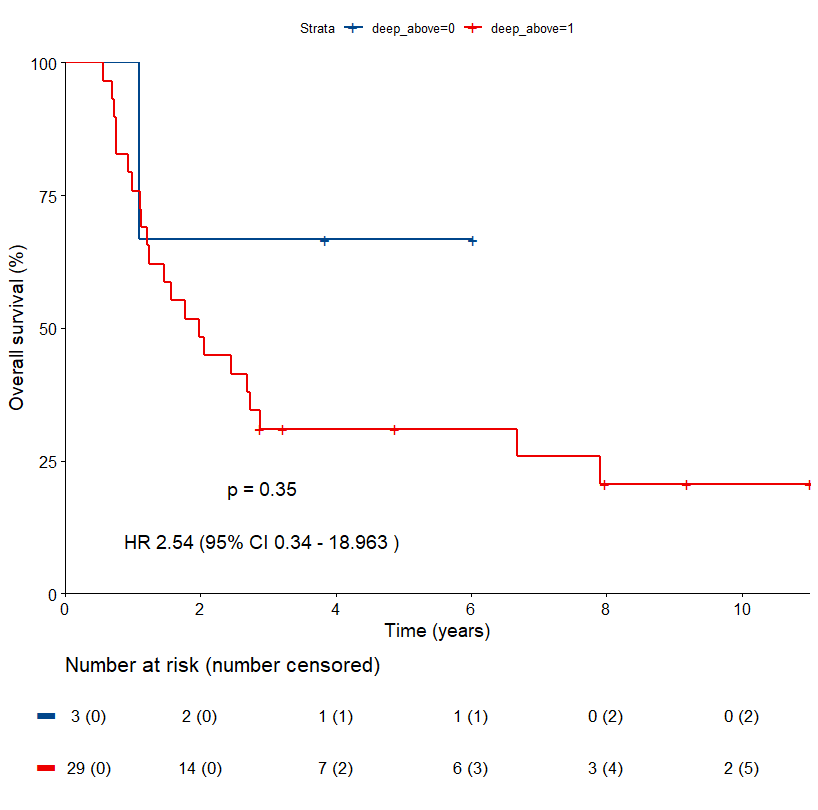 Strata deep_above=0 deep_above=1
100
75
50
25
0
Overall survival (%)
p = 0.35
HR 2.54 (95% CI 0.34 - 18.963 )
0 2 4 6 8 10
Time (years)
Number at risk (number censored)
3 (0) 2 (0) 1 (1) 1 (1) 0 (2) 0 (2)
29 (0) 14 (0) 7 (2) 6 (3) 3 (4) 2 (5)